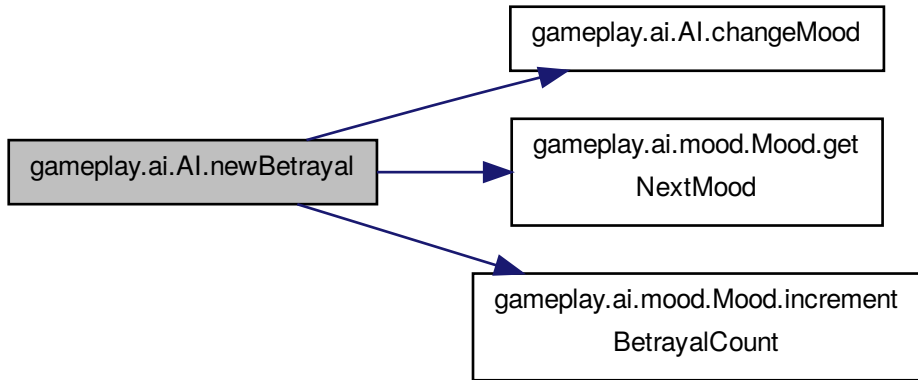 gameplay.ai.AI.changeMood
gameplay.ai.AI.newBetrayal
gameplay.ai.mood.Mood.get
NextMood
gameplay.ai.mood.Mood.increment
BetrayalCount